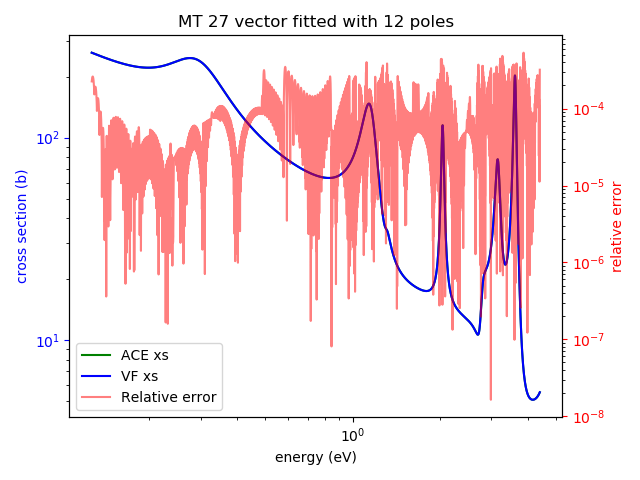 MT 27 vector fitted with 12 poles
cross section (b)
10²
10¹
10⁻⁴
10⁻⁵
10⁻⁶
10⁻⁷
10⁻⁸
relative error
ACE xs
VF xs
Relative error
10⁰
energy (eV)